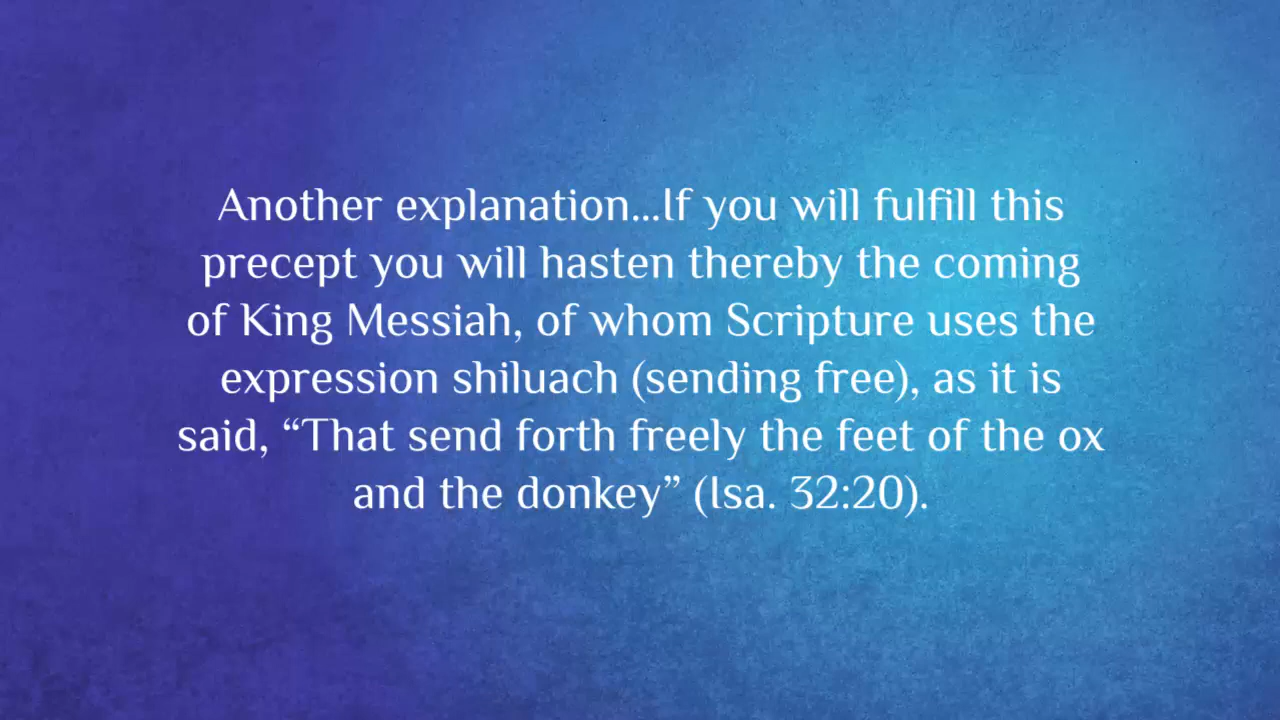 Another explanation...If you will fulfill this
precept you will hasten thereby the coming
of King Messiah, of whom Scripture uses the
expression shiluach (sending free), as it is
said, “That send forth freely the feet of the ox
and the donkey” (Isa. 32:20).